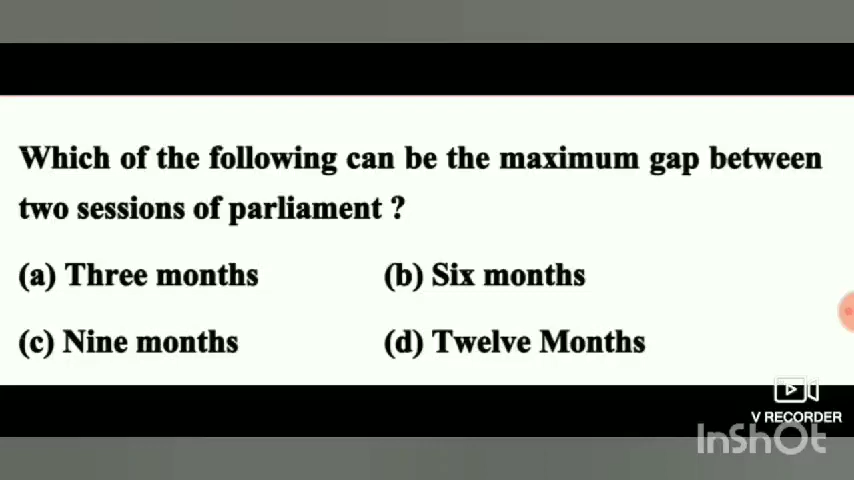 Which of the following can be the maximum gap between
two sessions of parliament ?
(a) Three months (b) Six months
(c) Nine months (d) Twelve Months
V RECORDER
InShOt